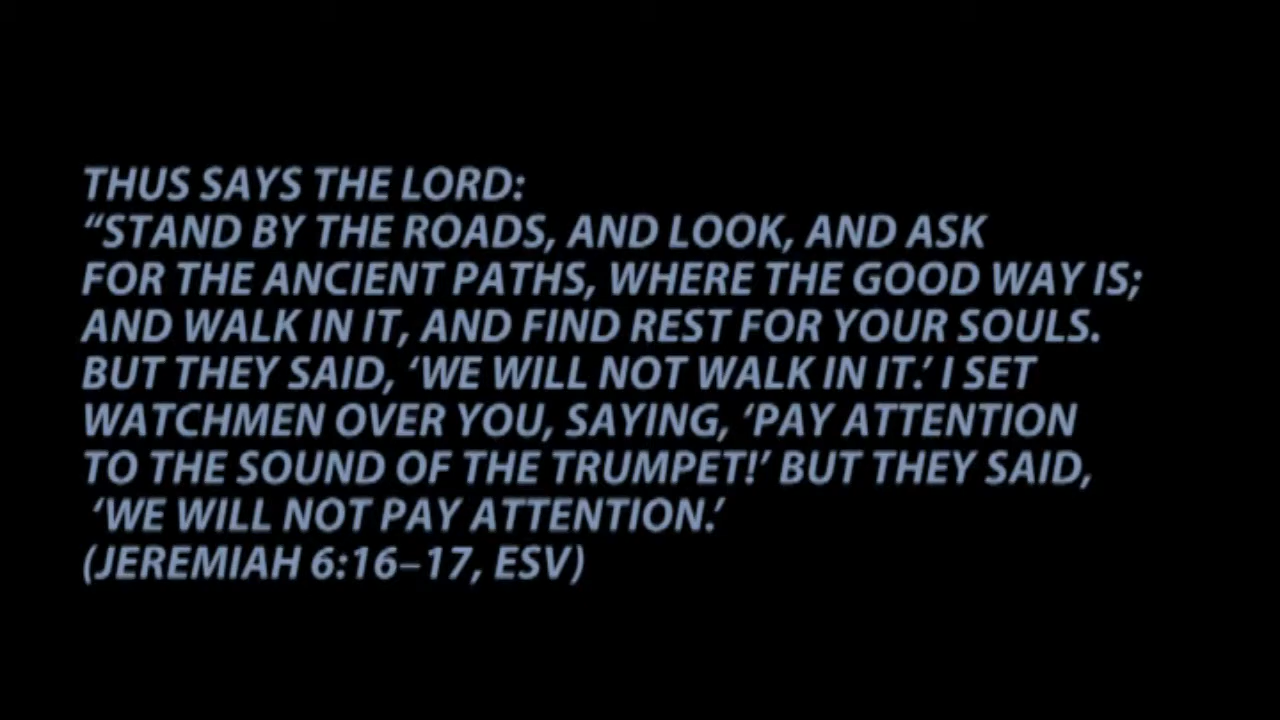 THUS SAYS THE LORD:
“STAND BY THE ROADS, AND LOOK, AND ASK
FOR THE ANCIENT PATHS, WHERE THE GOOD WAY IS;
AND WALK IN IT, AND FIND REST FOR YOUR SOULS.
BUT THEY SAID, ‘WE WILL NOT WALK IN IT.’ I SET
WATCHMEN OVER YOU, SAYING, ‘PAY ATTENTION
TO THE SOUND OF THE TRUMPET!’ BUT THEY SAID,
‘WE WILL NOT PAY ATTENTION.’
(JEREMIAH 6:16–17, ESV)